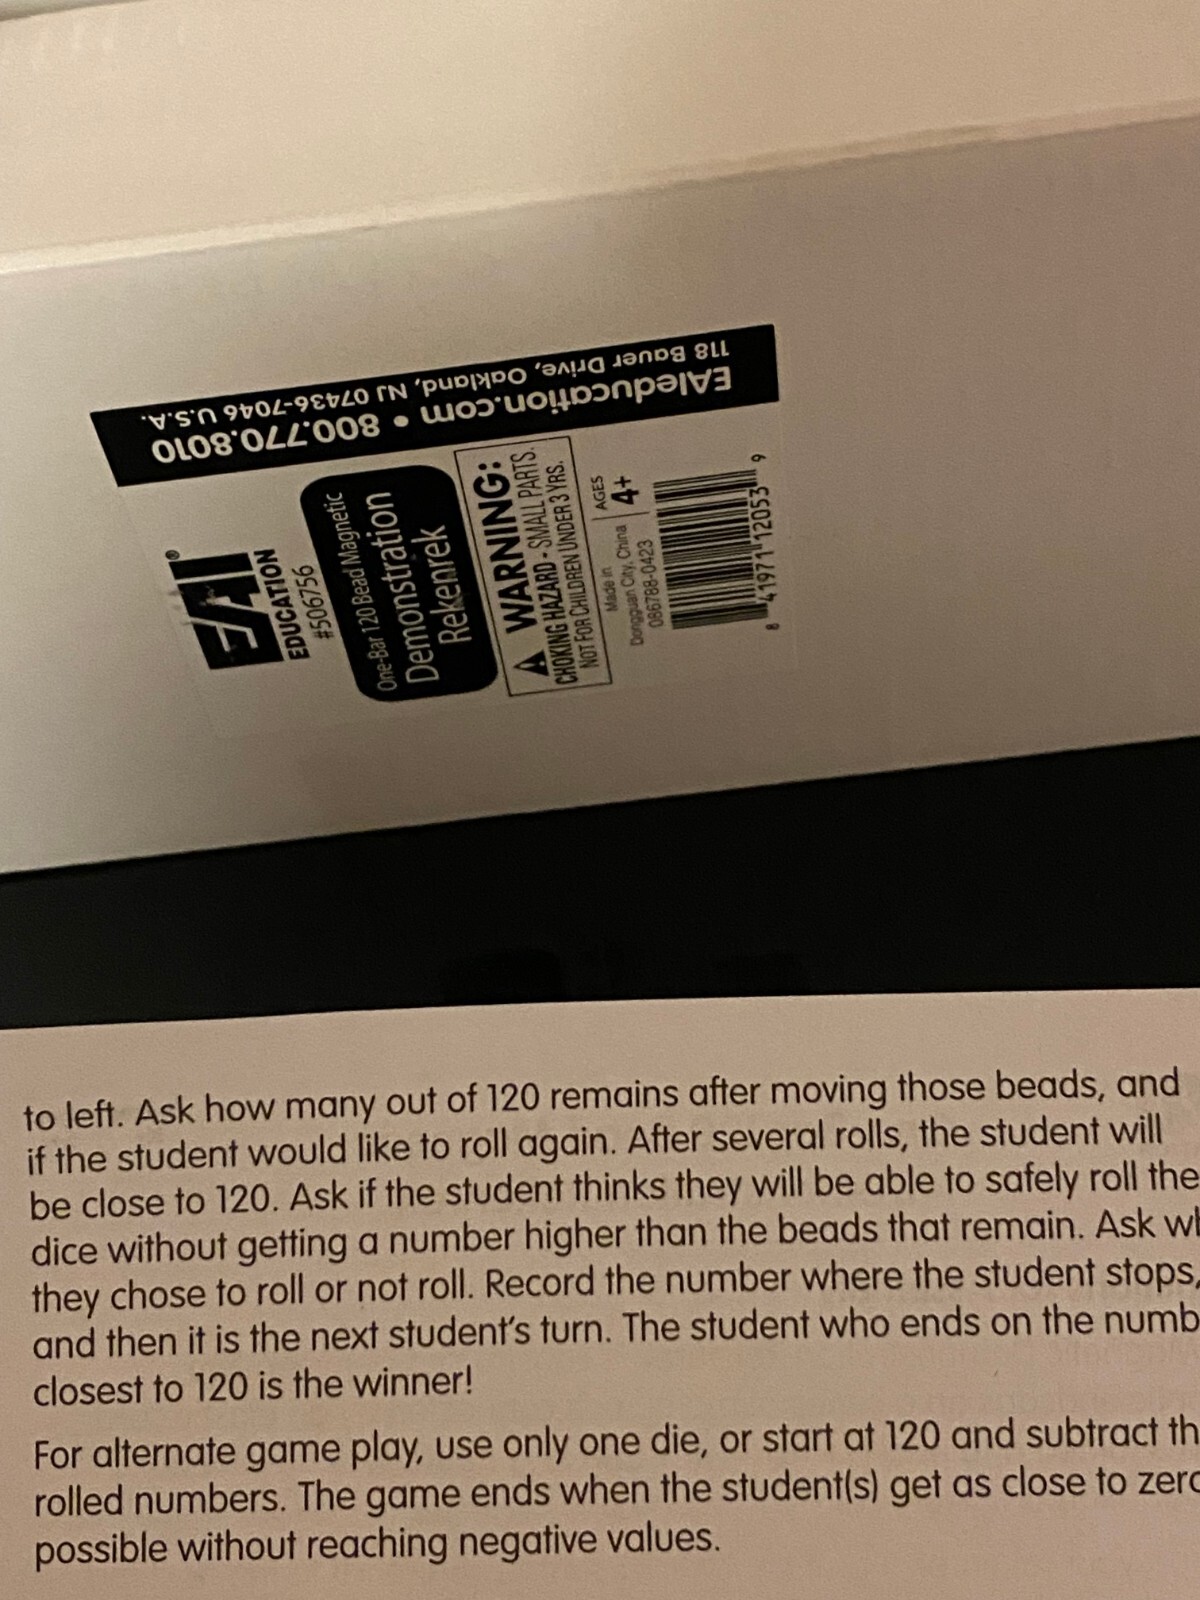 118 Bauer Drive, Oakland, NJ 07436-7046 U.S.A.
EAIeducation.com • 800.770.8010
EAI®
EDUCATION
#506756
One-Bar 120 Bead Magnetic
Demonstration
Rekenrek
⚠ WARNING:
CHOKING HAZARD - SMALL PARTS.
NOT FOR CHILDREN UNDER 3 YRS.
Made in
Dongguan City, China
086788-0423
AGES
4+
8 41971 12053 9
to left. Ask how many out of 120 remains after moving those beads, and
if the student would like to roll again. After several rolls, the student will
be close to 120. Ask if the student thinks they will be able to safely roll the
dice without getting a number higher than the beads that remain. Ask
they chose to roll or not roll. Record the number where the student stops,
and then it is the next student's turn. The student who ends on the numb
closest to 120 is the winner!
For alternate game play, use only one die, or start at 120 and subtract th
rolled numbers. The game ends when the student(s) get as close to zero
possible without reaching negative values.